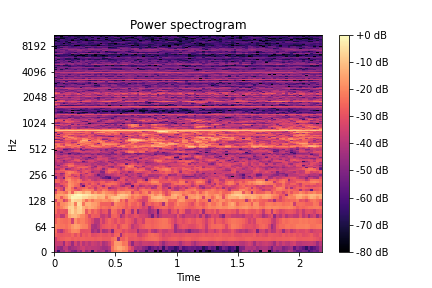 Power spectrogram
8192
4096
2048
1024
512
256
128
64
0
Hz
0
0.5
1
1.5
2
Time
+0 dB
-10 dB
-20 dB
-30 dB
-40 dB
-50 dB
-60 dB
-70 dB
-80 dB